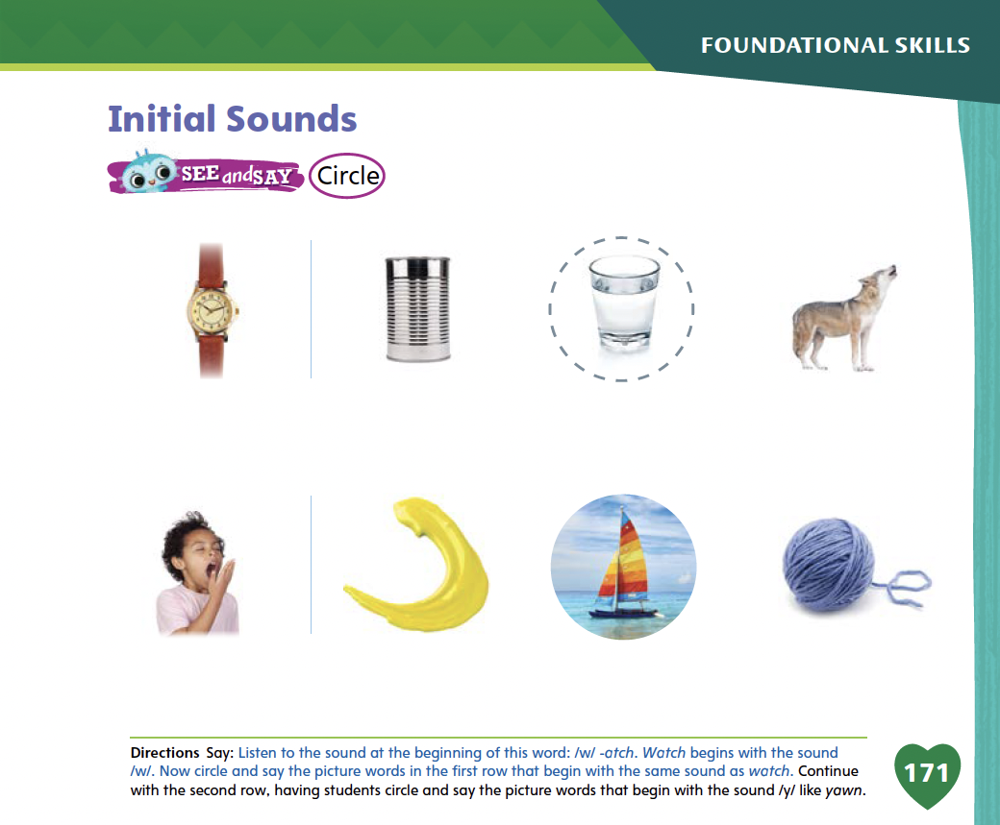 FOUNDATIONAL SKILLS
Initial Sounds
SEE and SAY Circle
Directions Say: Listen to the sound at the beginning of this word: /w/ -atch. Watch begins with the sound
/w/. Now circle and say the picture words in the first row that begin with the same sound as watch. Continue
with the second row, having students circle and say the picture words that begin with the sound /y/ like yawn.
171